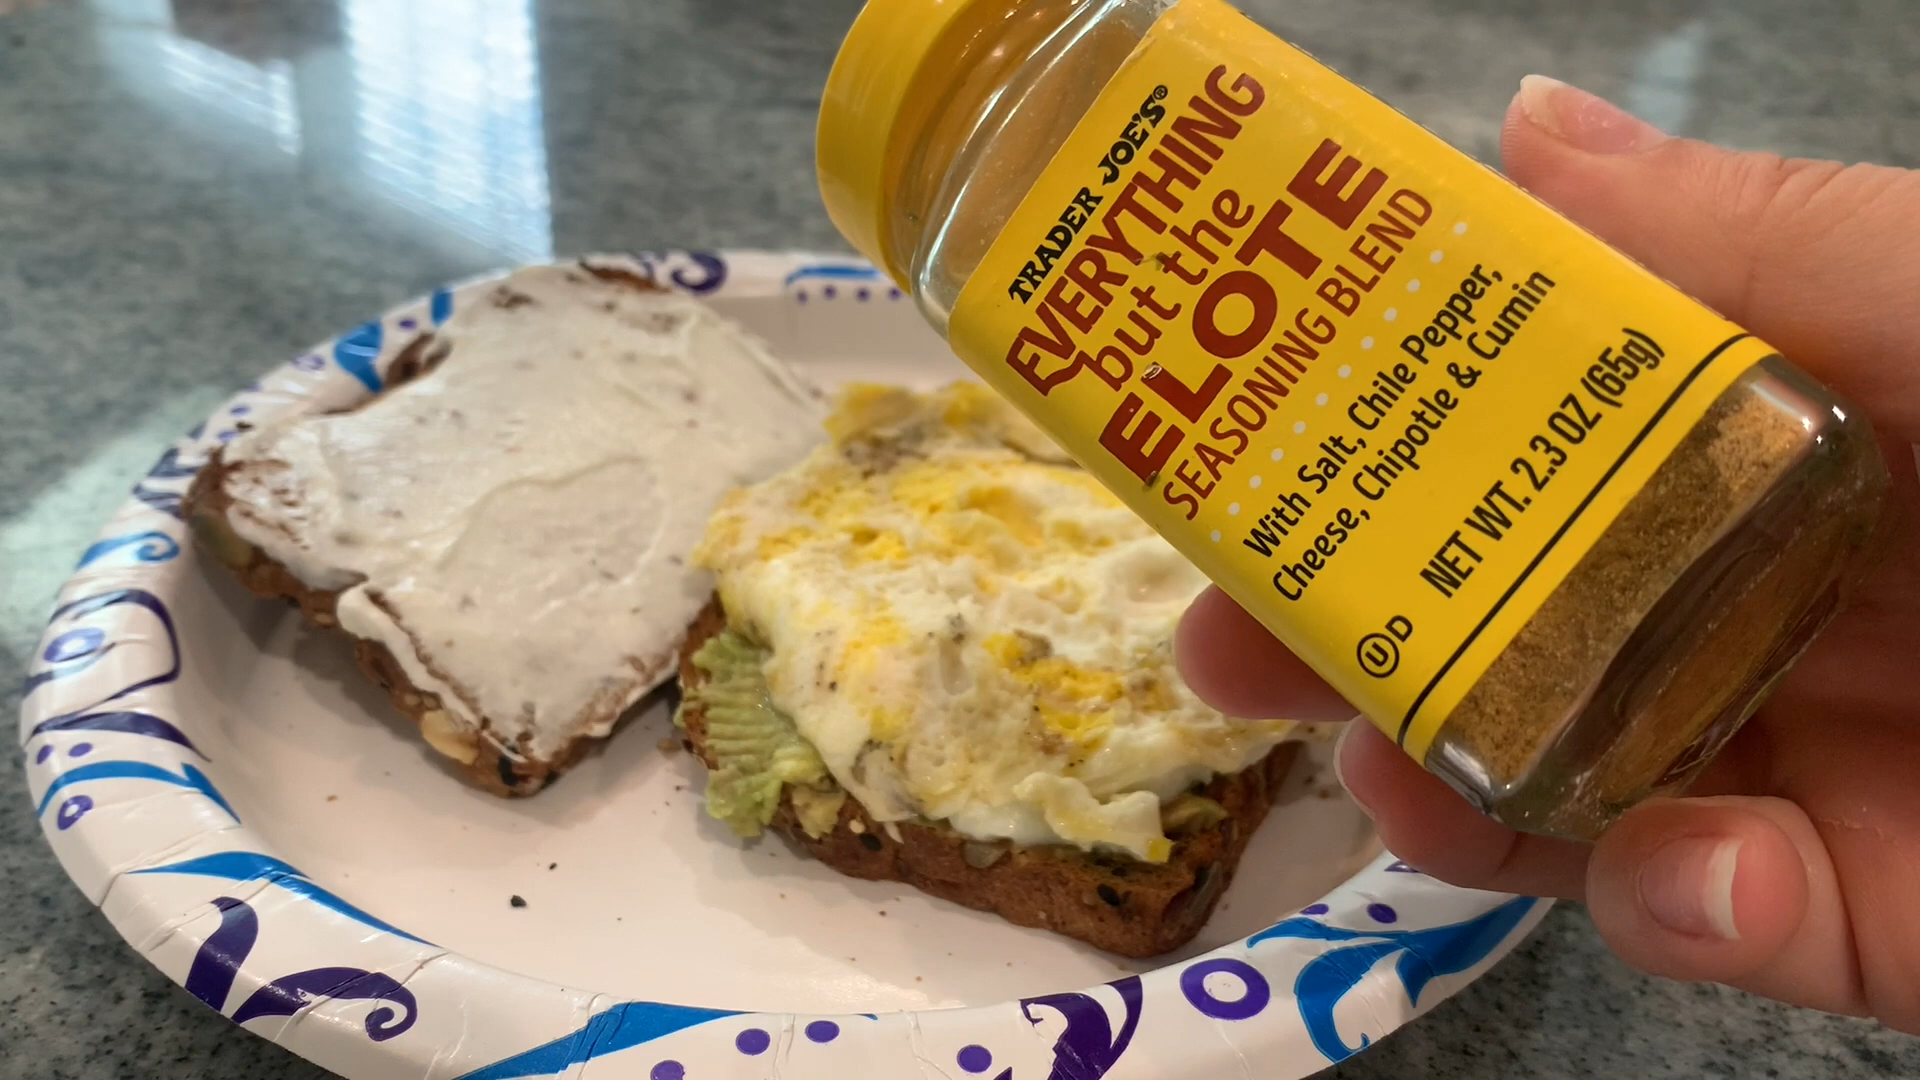 TRADER JOE'S®
EVERYTHING
but the
ELOTE
SEASONING BLEND
With Salt, Chile Pepper,
Cheese, Chipotle & Cumin
NET WT. 2.3 OZ (65g)
U D